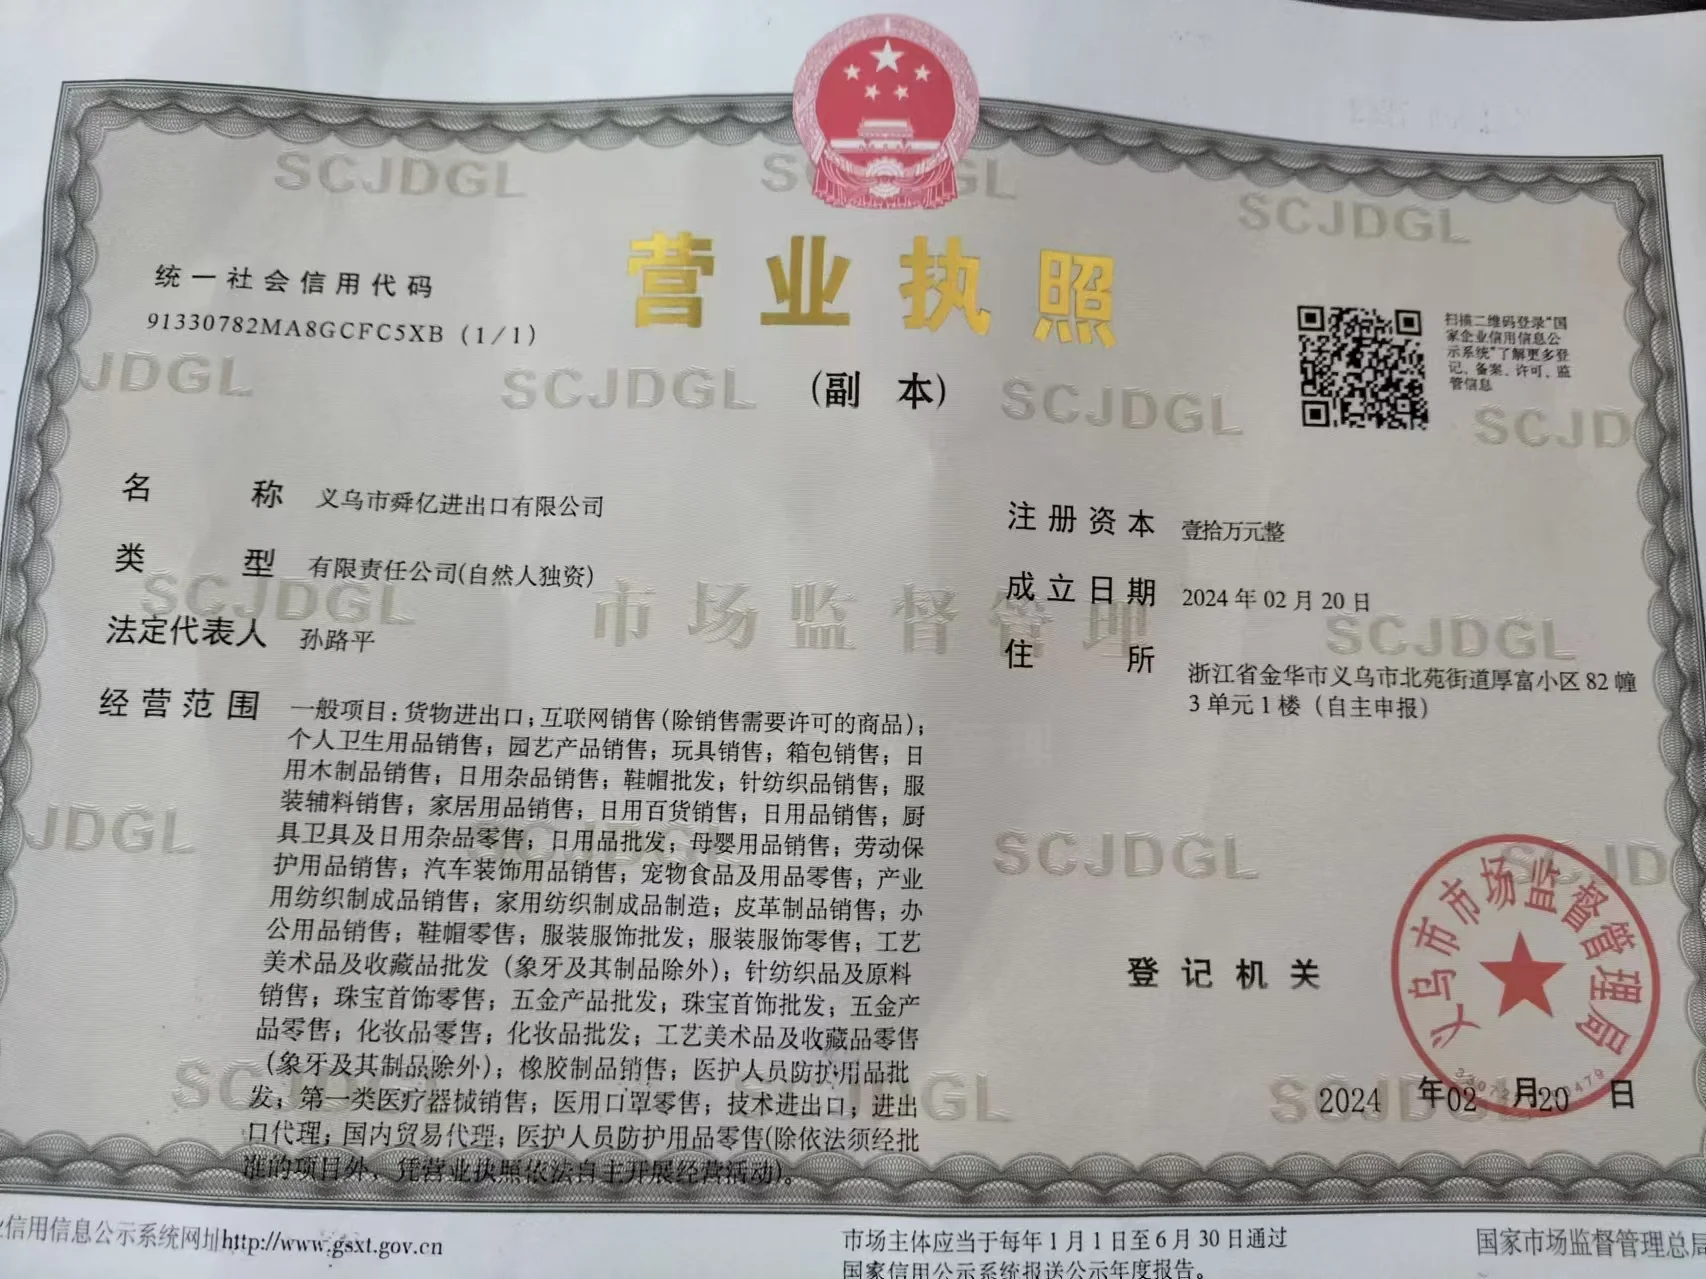 营业执照
(副 本)
统一社会信用代码
91330782MA8GCFC5XB (1/1)
扫描二维码登录“国
家企业信用信息公
示系统”了解更多登
记、备案、许可、监
管信息
名 称 义乌市舜亿进出口有限公司
类 型 有限责任公司(自然人独资)
法定代表人 孙路平
经营范围 一般项目:货物进出口;互联网销售(除销售需要许可的商品);
个人卫生用品销售;园艺产品销售;玩具销售;箱包销售;日
用木制品销售;日用杂品销售;鞋帽批发;针纺织品销售;服
装辅料销售;家居用品销售;日用百货销售;日用品销售;厨
具卫具及日用杂品零售;日用品批发;母婴用品销售;劳动保
护用品销售;汽车装饰用品销售;宠物食品及用品零售;产业
用纺织制成品销售;家用纺织制成品制造;皮革制品销售;办
公用品销售;鞋帽零售;服装服饰批发;服装服饰零售;工艺
美术品及收藏品批发(象牙及其制品除外);针纺织品及原料
销售;珠宝首饰零售;五金产品批发;珠宝首饰批发;五金产
品零售;化妆品零售;化妆品批发;工艺美术品及收藏品零售
(象牙及其制品除外);橡胶制品销售;医护人员防护用品批
发;第一类医疗器械销售;医用口罩零售;技术进出口;进出
口代理;国内贸易代理;医护人员防护用品零售(除依法须经批
准的项目外,凭营业执照依法自主开展经营活动)。
注册资本 壹拾万元整
成立日期 2024 年 02 月 20 日
住 所 浙江省金华市义乌市北苑街道厚富小区 82 幢
3 单元 1 楼(自主申报)
登记机关
义乌市市场监督管理局
2024 年 02 月 20 日
SCJDGL
市场监督管理
信用信息公示系统网址http://www.gsxt.gov.cn
市场主体应当于每年 1 月 1 日至 6 月 30 日通过
国家信用公示系统报送公示年度报告。
国家市场监督管理总局